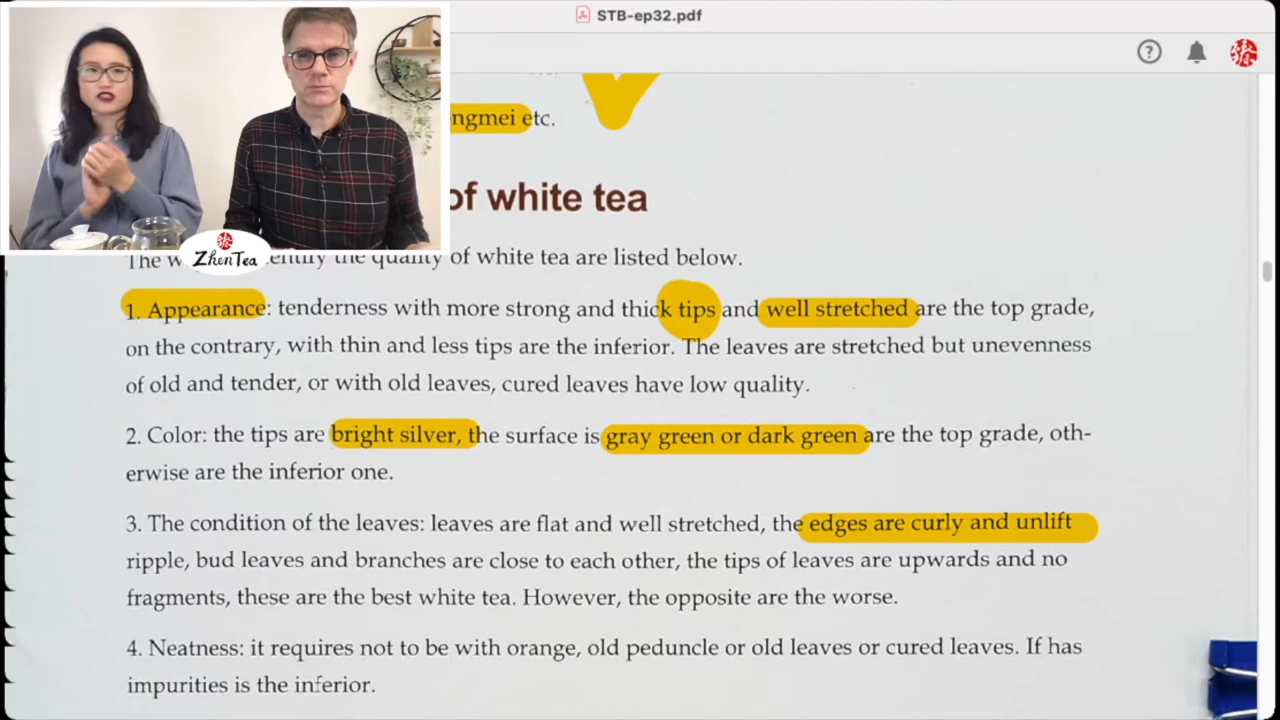 STB-ep32.pdf
ngmei etc.
of white tea
ZhenTea
The w entify the quality of white tea are listed below.
1. Appearance: tenderness with more strong and thick tips and well stretched are the top grade,
on the contrary, with thin and less tips are the inferior. The leaves are stretched but unevenness
of old and tender, or with old leaves, cured leaves have low quality.
2. Color: the tips are bright silver, the surface is gray green or dark green are the top grade, oth-
erwise are the inferior one.
3. The condition of the leaves: leaves are flat and well stretched, the edges are curly and unlift
ripple, bud leaves and branches are close to each other, the tips of leaves are upwards and no
fragments, these are the best white tea. However, the opposite are the worse.
4. Neatness: it requires not to be with orange, old peduncle or old leaves or cured leaves. If has
impurities is the inferior.